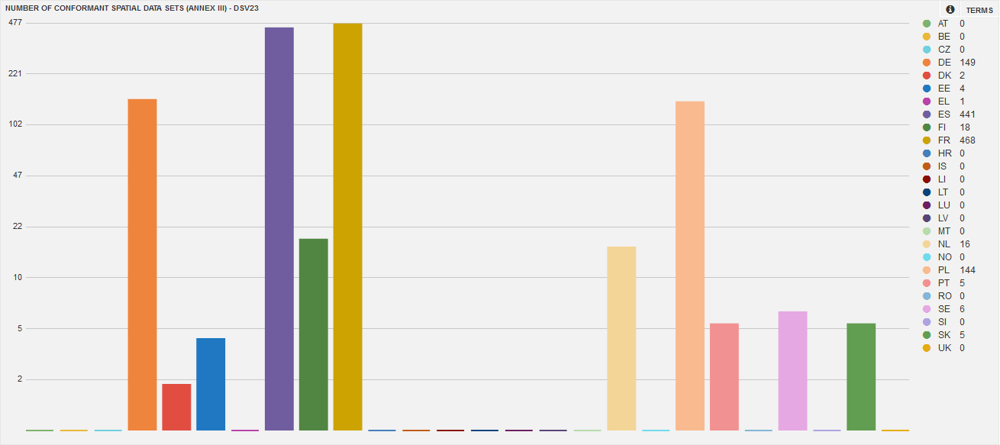 NUMBER OF CONFORMANT SPATIAL DATA SETS (ANNEX III) - DSV23
TERMS
477
221
102
47
22
10
5
2
AT 0
BE 0
CZ 0
DE 149
DK 2
EE 4
EL 1
ES 441
FI 18
FR 468
HR 0
IS 0
LI 0
LT 0
LU 0
LV 0
MT 0
NL 16
NO 0
PL 144
PT 5
RO 0
SE 6
SI 0
SK 5
UK 0